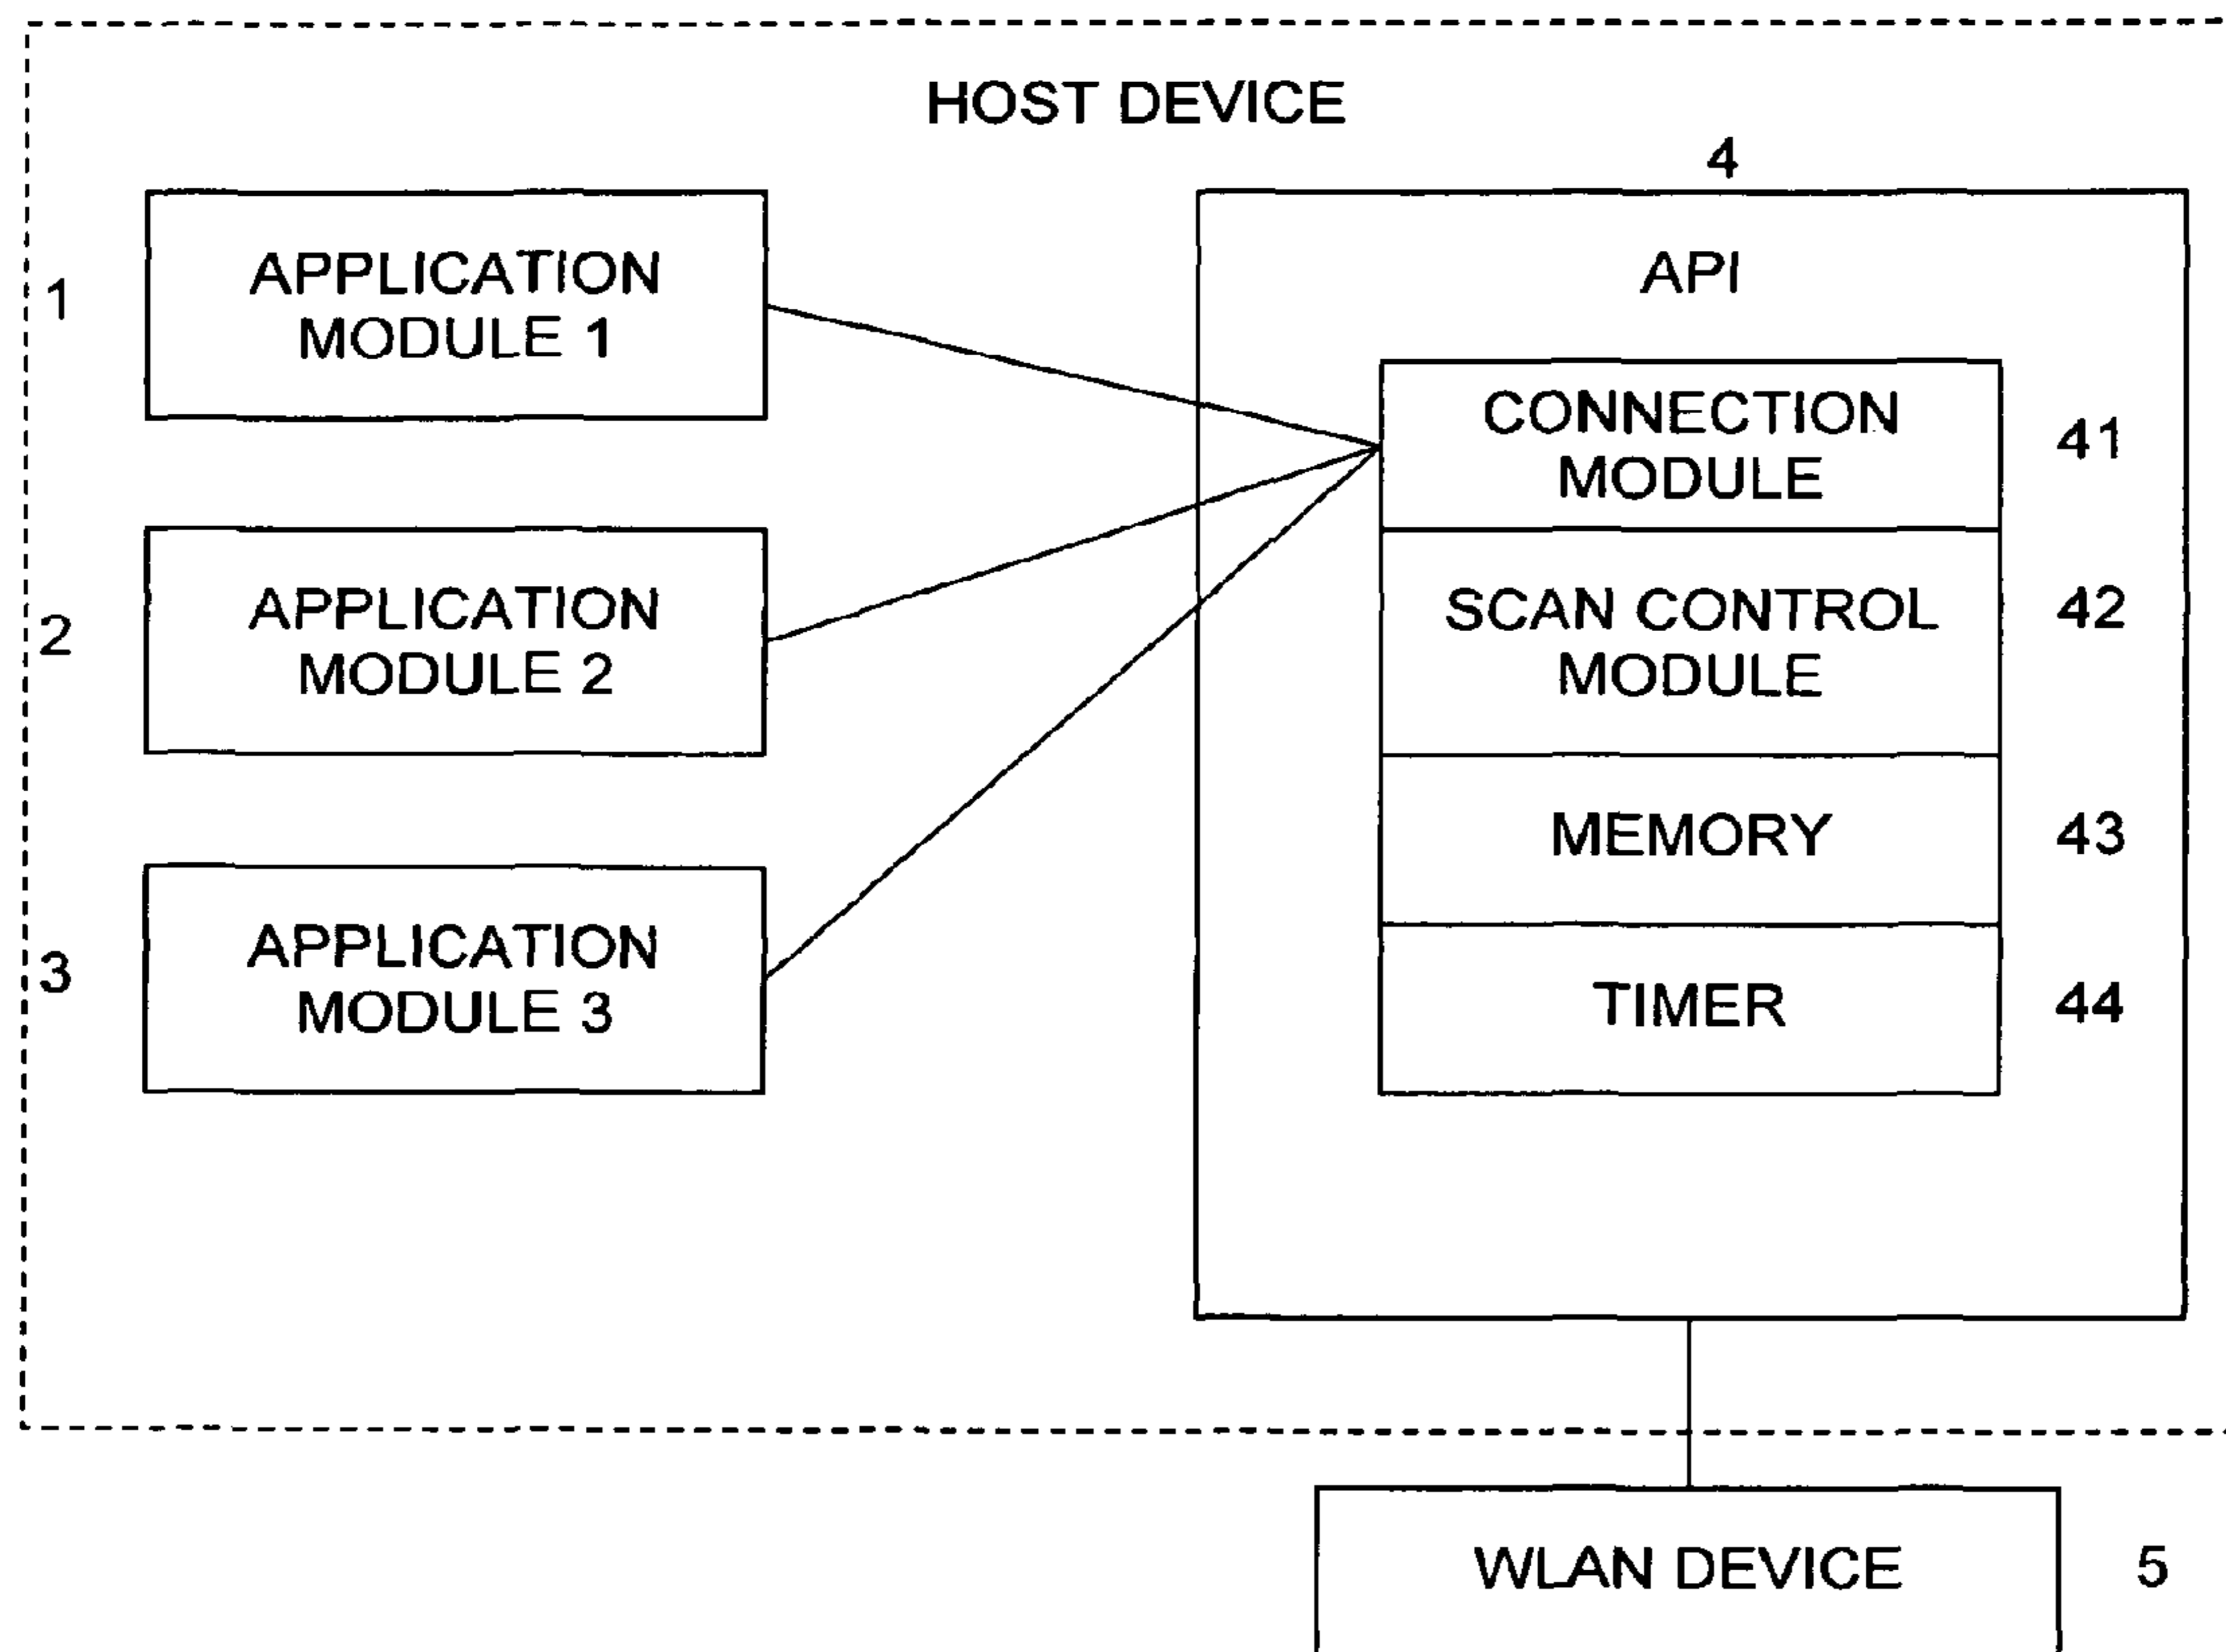 HOST DEVICE
4
API
1
APPLICATION
MODULE 1
2
APPLICATION
MODULE 2
3
APPLICATION
MODULE 3
CONNECTION
MODULE
41
SCAN CONTROL
MODULE
42
MEMORY
43
TIMER
44
WLAN DEVICE
5